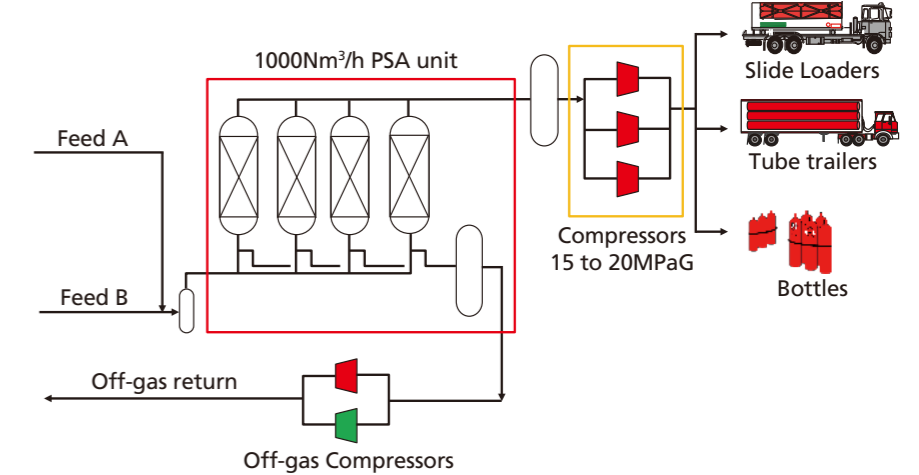 1000Nm³/h PSA unit
Feed A
Feed B
Off-gas return
Off-gas Compressors
Compressors
15 to 20MPaG
Slide Loaders
Tube trailers
Bottles